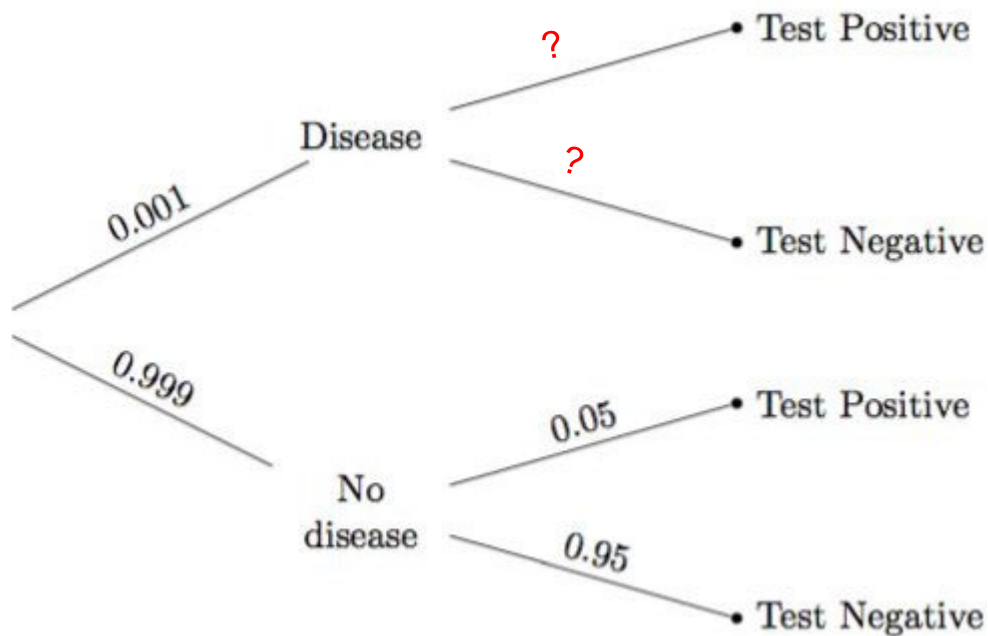 ?
Test Positive
Disease
?
0.001
Test Negative
0.999
0.05
Test Positive
No
disease
0.95
Test Negative